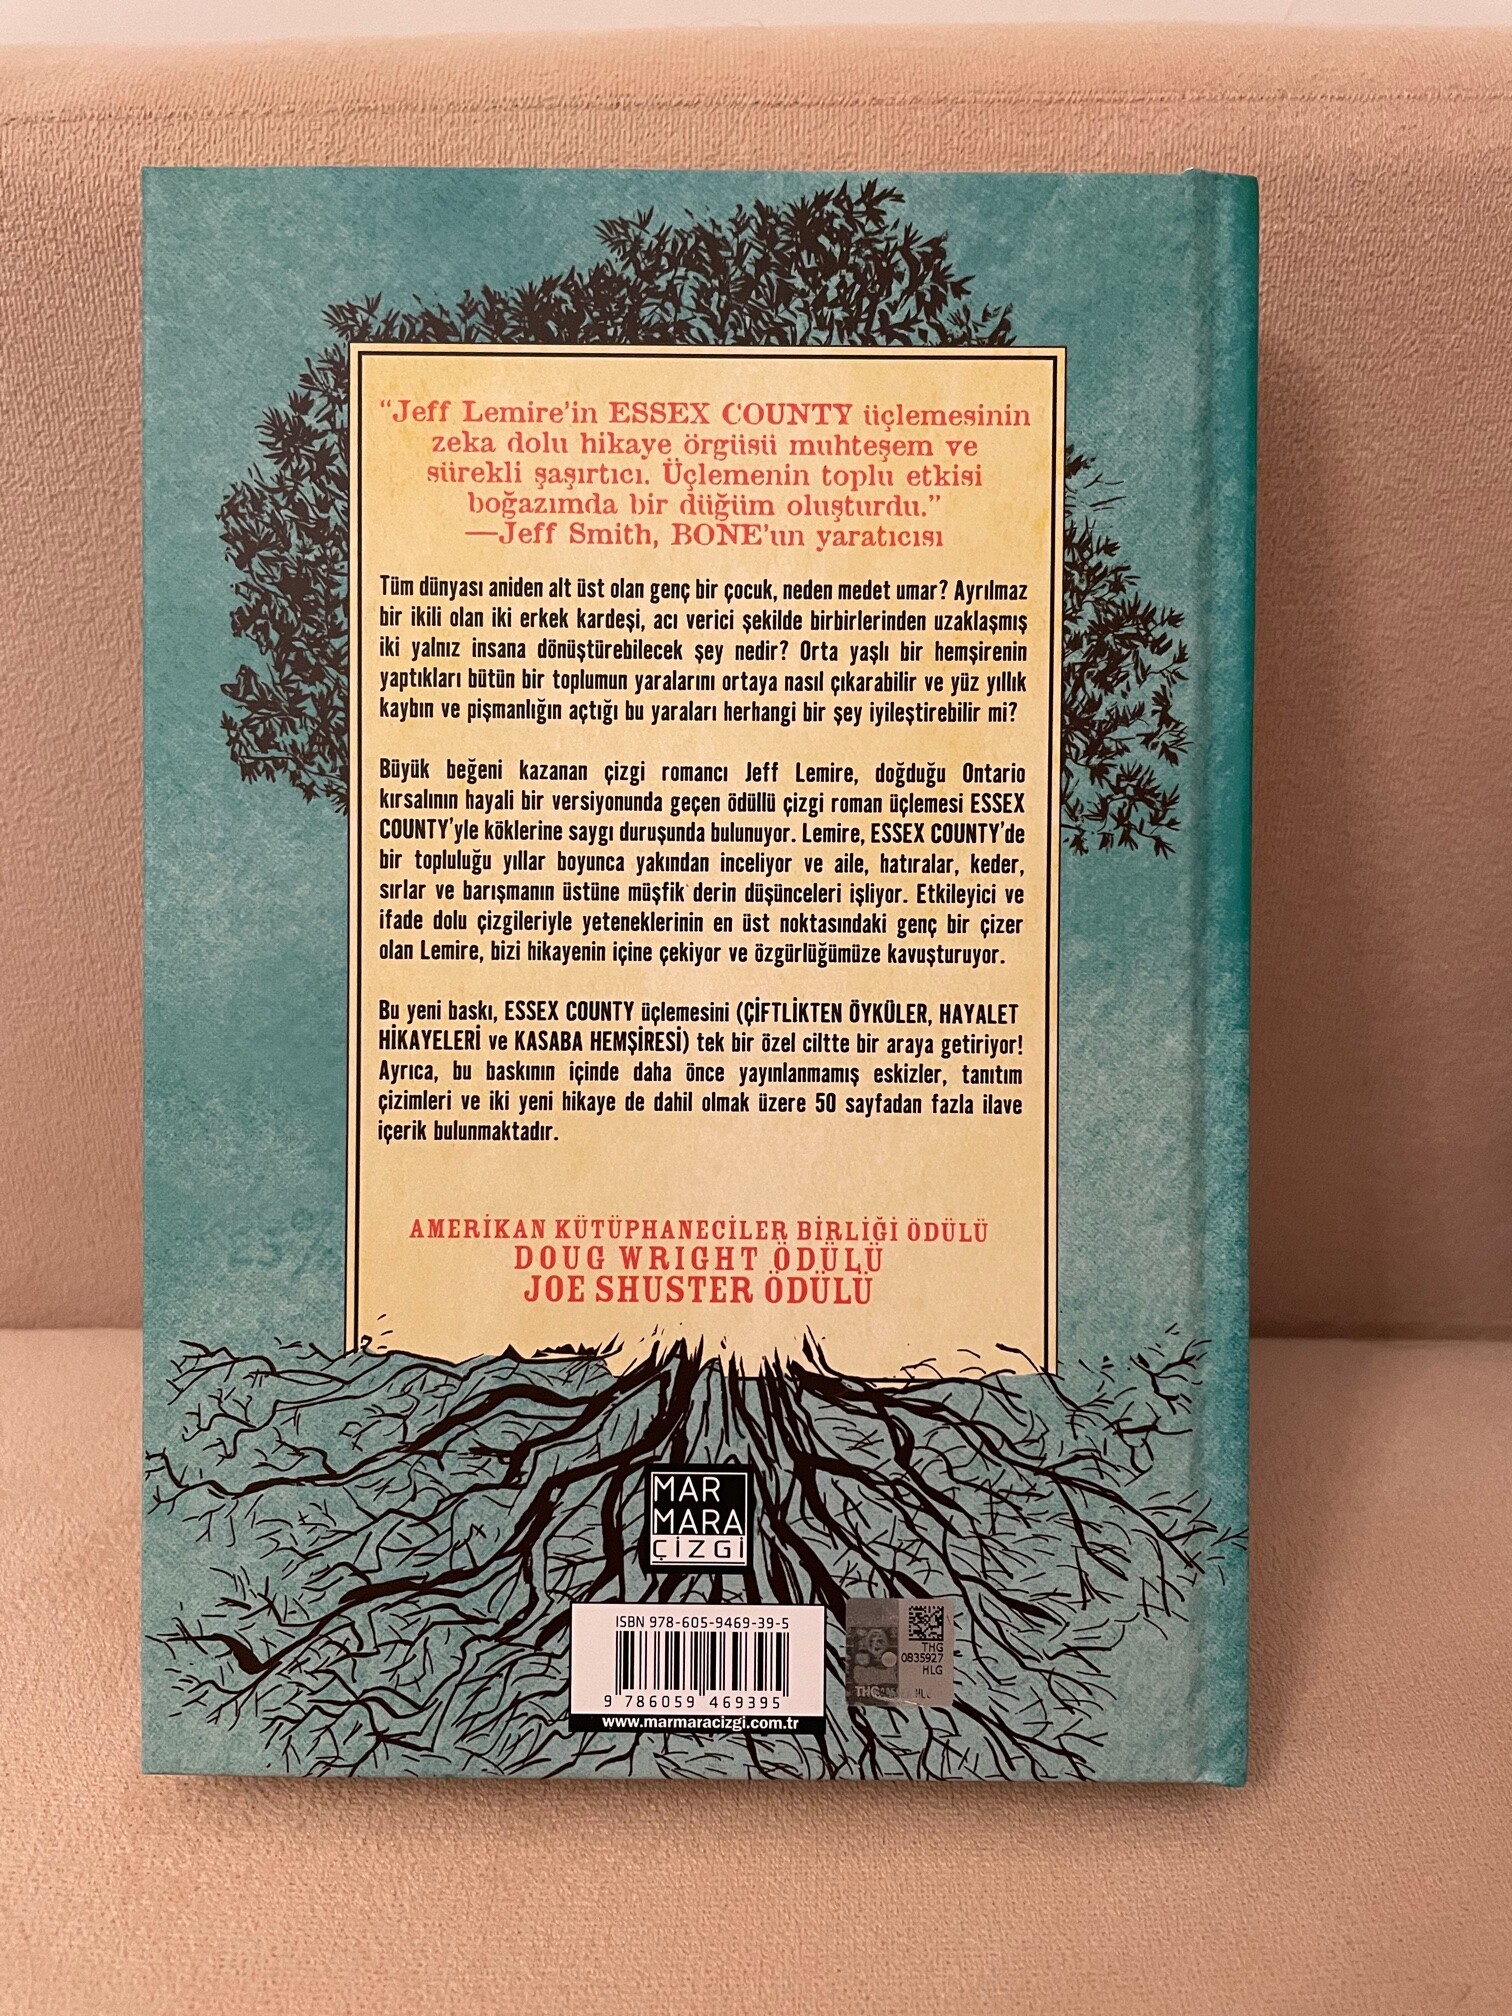 “Jeff Lemire’in ESSEX COUNTY üçlemesinin
zeka dolu hikaye örgüsü muhteşem ve
sürekli şaşırtıcı. Üçlemenin toplu etkisi
boğazımda bir düğüm oluşturdu.”
—Jeff Smith, BONE’un yaratıcısı
Tüm dünyası aniden alt üst olan genç bir çocuk, neden medet umar? Ayrılmaz
bir ikili olan iki erkek kardeşi, acı verici şekilde birbirlerinden uzaklaşmış
iki yalnız insana dönüştürebilecek şey nedir? Orta yaşlı bir hemşirenin
yaptıkları bütün bir toplumun yaralarını ortaya nasıl çıkarabilir ve yüz yıllık
kaybın ve pişmanlığın açtığı bu yaraları herhangi bir şey iyileştirebilir mi?
Büyük beğeni kazanan çizgi romancı Jeff Lemire, doğduğu Ontario
kırsalının hayali bir versiyonunda geçen ödüllü çizgi roman üçlemesi ESSEX
COUNTY’yle köklerine saygı duruşunda bulunuyor. Lemire, ESSEX COUNTY’de
bir topluluğu yıllar boyunca yakından inceliyor ve aile, hatıralar, keder,
sırlar ve barışmanın üstüne müşfik derin düşünceleri işliyor. Etkileyici ve
ifade dolu çizgileriyle yeteneklerinin en üst noktasındaki genç bir çizer
olan Lemire, bizi hikayenin içine çekiyor ve özgürlüğümüze kavuşturuyor.
Bu yeni baskı, ESSEX COUNTY üçlemesini (ÇİFTLİKTEN ÖYKÜLER, HAYALET
HİKAYELERİ ve KASABA HEMŞİRESİ) tek bir özel ciltte bir araya getiriyor!
Ayrıca, bu baskının içinde daha önce yayınlanmamış eskizler, tanıtım
çizimleri ve iki yeni hikaye de dahil olmak üzere 50 sayfadan fazla ilave
içerik bulunmaktadır.
AMERİKAN KÜTÜPHANECİLER BİRLİĞİ ÖDÜLÜ
DOUG WRIGHT ÖDÜLÜ
JOE SHUSTER ÖDÜLÜ
MAR
MARA
ÇİZGİ
ISBN 978-605-9469-39-5
9 786059 469395
www.marmaracizgi.com.tr
THG
0835927
HLG